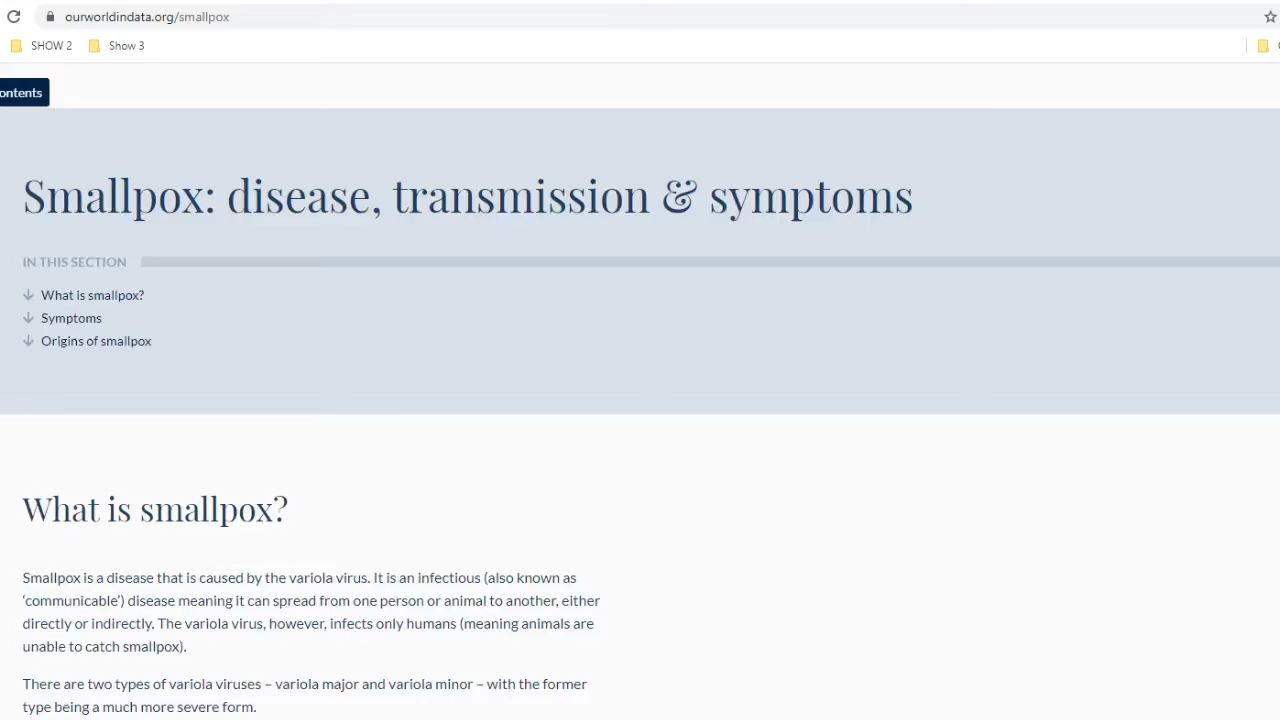 ourworldindata.org/smallpox
SHOW 2 Show 3
ontents
Smallpox: disease, transmission & symptoms
IN THIS SECTION
↓ What is smallpox?
↓ Symptoms
↓ Origins of smallpox
What is smallpox?
Smallpox is a disease that is caused by the variola virus. It is an infectious (also known as
‘communicable’) disease meaning it can spread from one person or animal to another, either
directly or indirectly. The variola virus, however, infects only humans (meaning animals are
unable to catch smallpox).
There are two types of variola viruses – variola major and variola minor – with the former
type being a much more severe form.